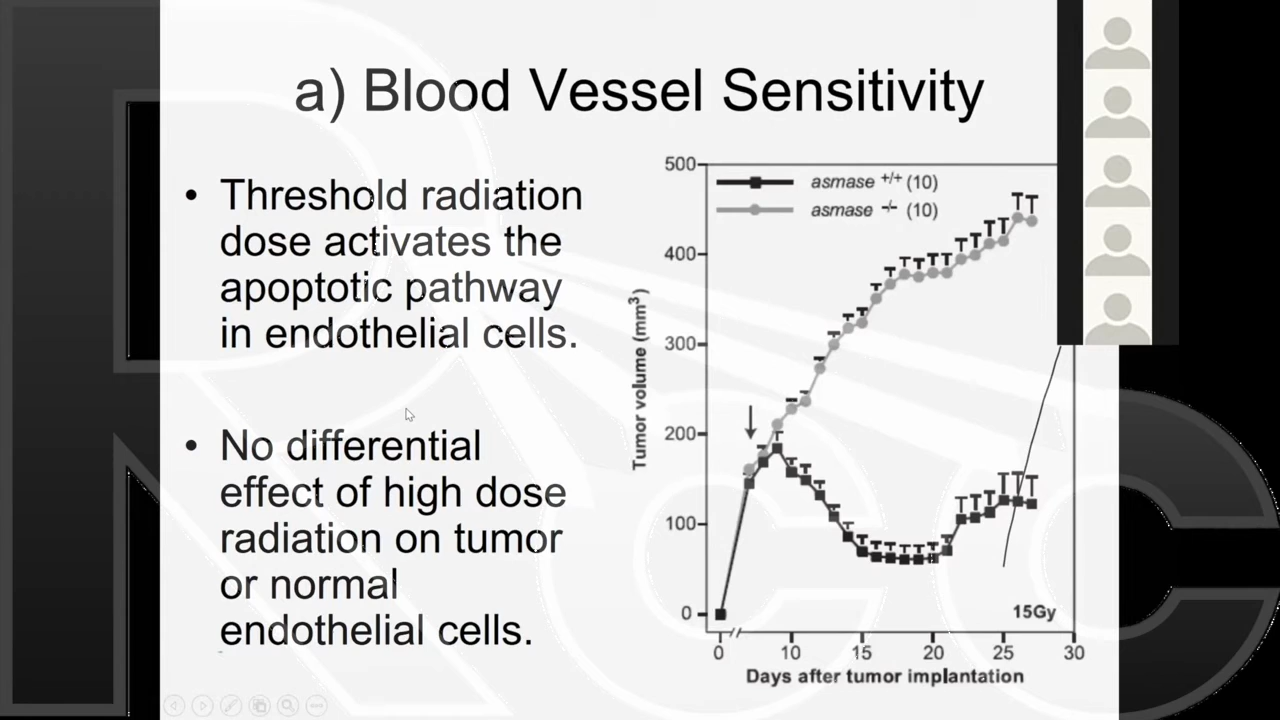 a) Blood Vessel Sensitivity
• Threshold radiation
dose activates the
apoptotic pathway
in endothelial cells.
• No differential
effect of high dose
radiation on tumor
or normal
endothelial cells.
asmase +/+ (10)
asmase -/- (10)
Tumor volume (mm3)
500
400
300
200
100
0
15Gy
0 10 15 20 25 30
Days after tumor implantation
RCC